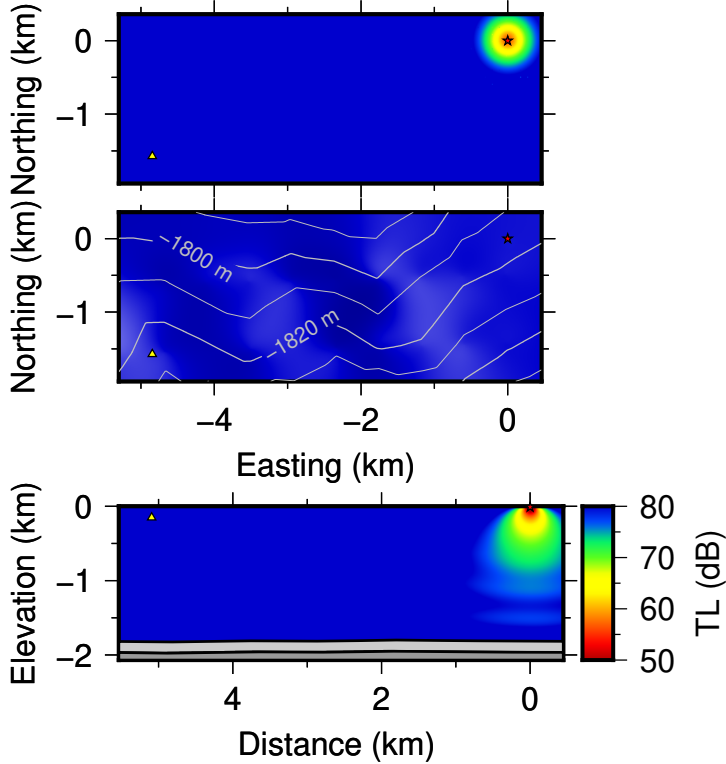 0
−1
Northing (km)
−1800 m
−1820 m
0
−1
Northing (km)
−4
−2
0
Easting (km)
0
−1
−2
Elevation (km)
4
2
0
Distance (km)
80
70
60
50
TL (dB)